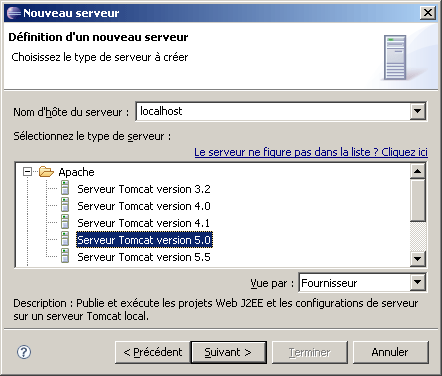 Nouveau serveur
Définition d'un nouveau serveur
Choisissez le type de serveur à créer
Nom d'hôte du serveur : localhost
Sélectionnez le type de serveur :
Le serveur ne figure pas dans la liste ? Cliquez ici
Apache
Serveur Tomcat version 3.2
Serveur Tomcat version 4.0
Serveur Tomcat version 4.1
Serveur Tomcat version 5.0
Serveur Tomcat version 5.5
Vue par : Fournisseur
Description : Publie et exécute les projets Web J2EE et les configurations de serveur
sur un serveur Tomcat local.
? < Précédent Suivant > Terminer Annuler